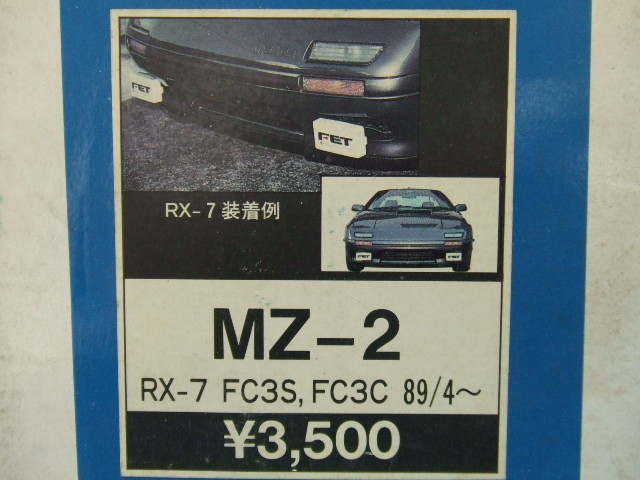 FET
FET
RX-7装着例
FET
FET
MZ-2
RX-7 FC3S, FC3C 89/4〜
¥3,500